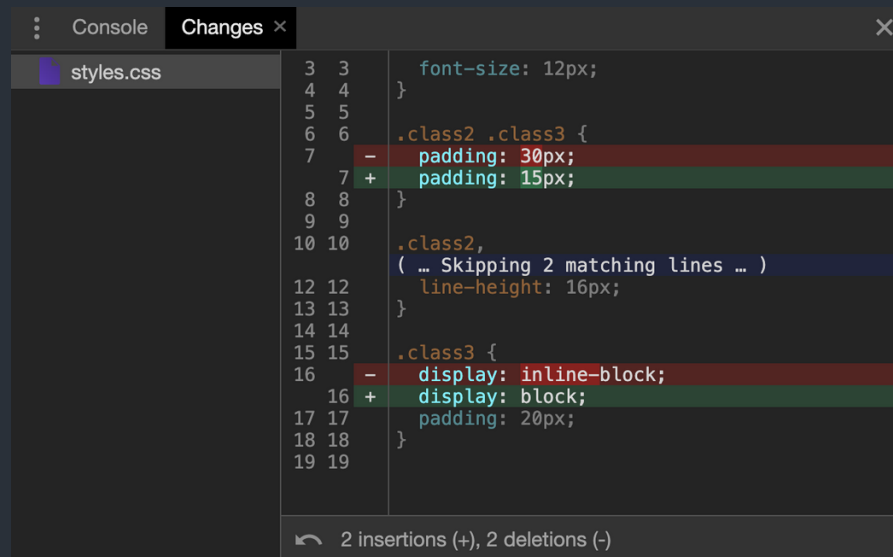 Console Changes ×
styles.css
3 3 font-size: 12px;
4 4 }
5 5
6 6 .class2 .class3 {
7 - padding: 30px;
7 + padding: 15px;
8 8 }
9 9
10 10 .class2,
( … Skipping 2 matching lines … )
12 12 line-height: 16px;
13 13 }
14 14
15 15 .class3 {
16 - display: inline-block;
16 + display: block;
17 17 padding: 20px;
18 18 }
19 19
2 insertions (+), 2 deletions (-)